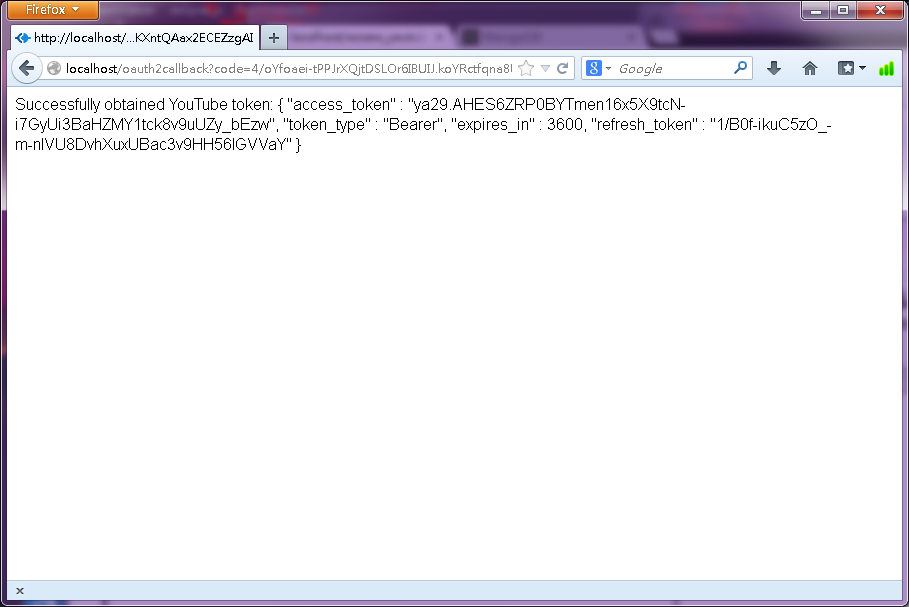 Firefox
http://localhost/...KXntQAax2ECEZzgAI
localhost/oauth2callback?code=4/oYfoaei-tPPJrXQjtDSLOr6IBUIJ.koYRctfqna8l
Google
Successfully obtained YouTube token: { "access_token" : "ya29.AHES6ZRP0BYTmen16x5X9tcN-
i7GyUi3BaHZMY1tck8v9uUZy_bEzw", "token_type" : "Bearer", "expires_in" : 3600, "refresh_token" : "1/B0f-ikuC5zO_-
m-nlVU8DvhXuxUBac3v9HH56lGVVaY" }